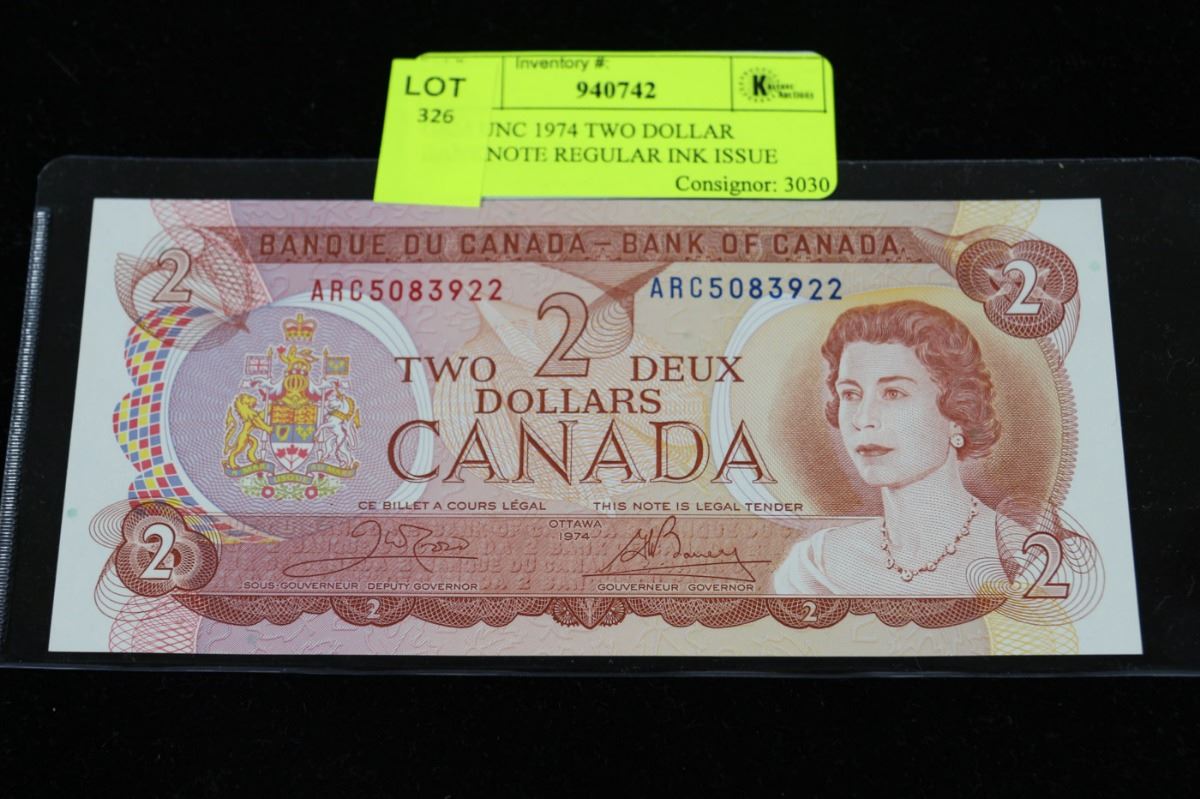 LOT
326
Inventory #:
940742
UNC 1974 TWO DOLLAR
NOTE REGULAR INK ISSUE
Consignor: 3030
BANQUE DU CANADA – BANK OF CANADA
2
2
ARC5083922
ARC5083922
2
TWO DEUX
DOLLARS
CANADA
CE BILLET A COURS LÉGAL THIS NOTE IS LEGAL TENDER
OTTAWA
1974
2
2
SOUS-GOUVERNEUR DEPUTY GOVERNOR
GOUVERNEUR GOVERNOR
2
2